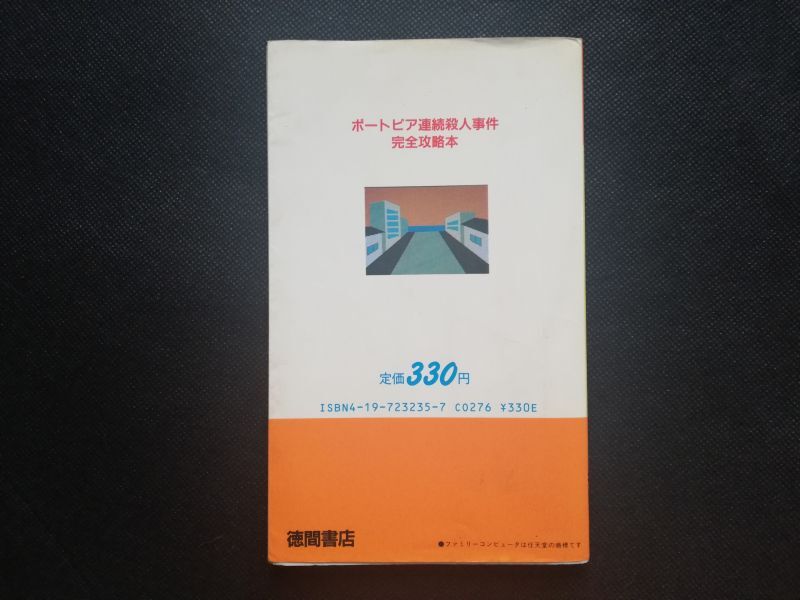 ポートピア連続殺人事件
完全攻略本
定価330円
ISBN4-19-723235-7 C0276 ¥330E
徳間書店
●ファミリーコンピュータは任天堂の商標です